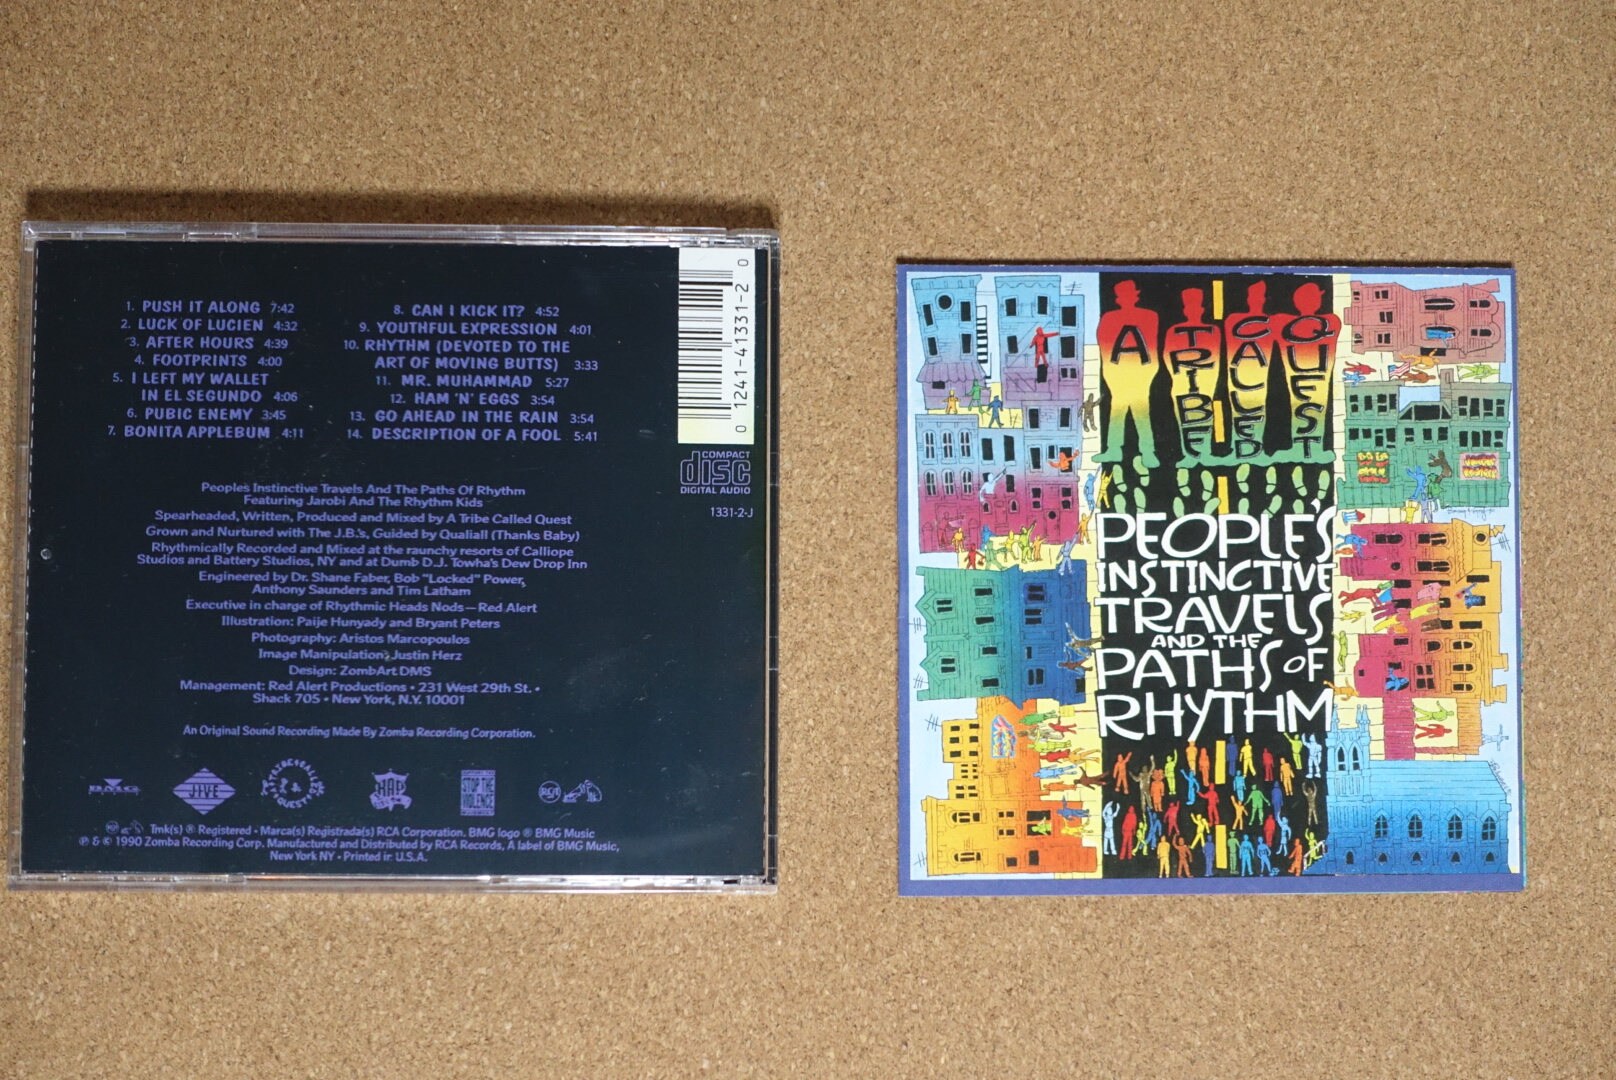 1. PUSH IT ALONG 7:42
2. LUCK OF LUCIEN 4:32
3. AFTER HOURS 4:39
4. FOOTPRINTS 4:00
5. I LEFT MY WALLET
IN EL SEGUNDO 4:06
6. PUBIC ENEMY 3:45
7. BONITA APPLEBUM 4:11
8. CAN I KICK IT? 4:52
9. YOUTHFUL EXPRESSION 4:01
10. RHYTHM (DEVOTED TO THE
ART OF MOVING BUTTS) 3:33
11. MR. MUHAMMAD 5:27
12. HAM 'N' EGGS 3:54
13. GO AHEAD IN THE RAIN 3:54
14. DESCRIPTION OF A FOOL 5:41
0 1241-41331-2 0
COMPACT
disc
DIGITAL AUDIO
1331-2-J
People's Instinctive Travels And The Paths Of Rhythm
Featuring Jarobi And The Rhythm Kids
Spearheaded, Written, Produced and Mixed by A Tribe Called Quest
Grown and Nurtured with The J.B.'s, Guided by Qualiall (Thanks Baby)
Rhythmically Recorded and Mixed at the raunchy resorts of Calliope
Studios and Battery Studios, NY and at Dumb D.J. Towha's Dew Drop Inn
Engineered by Dr. Shane Faber, Bob "Locked" Power,
Anthony Saunders and Tim Latham
Executive in charge of Rhythmic Heads Nods—Red Alert
Illustration: Paije Hunyady and Bryant Peters
Photography: Aristos Marcopoulos
Image Manipulation: Justin Herz
Design: ZombArt DMS
Management: Red Alert Productions • 231 West 29th St. •
Shack 705 • New York, N.Y. 10001
An Original Sound Recording Made By Zomba Recording Corporation.
BMG
JIVE
STOP THE
VIOLENCE
RCA
Tmk(s) ® Registered • Marca(s) Registrada(s) RCA Corporation. BMG logo ® BMG Music
℗ & © 1990 Zomba Recording Corp. Manufactured and Distributed by RCA Records, A label of BMG Music,
New York NY • Printed in U.S.A.
A TRIBE CALLED QUEST
PEOPLE'S
INSTINCTIVE
TRAVELS
AND THE
PATHS OF
RHYTHM